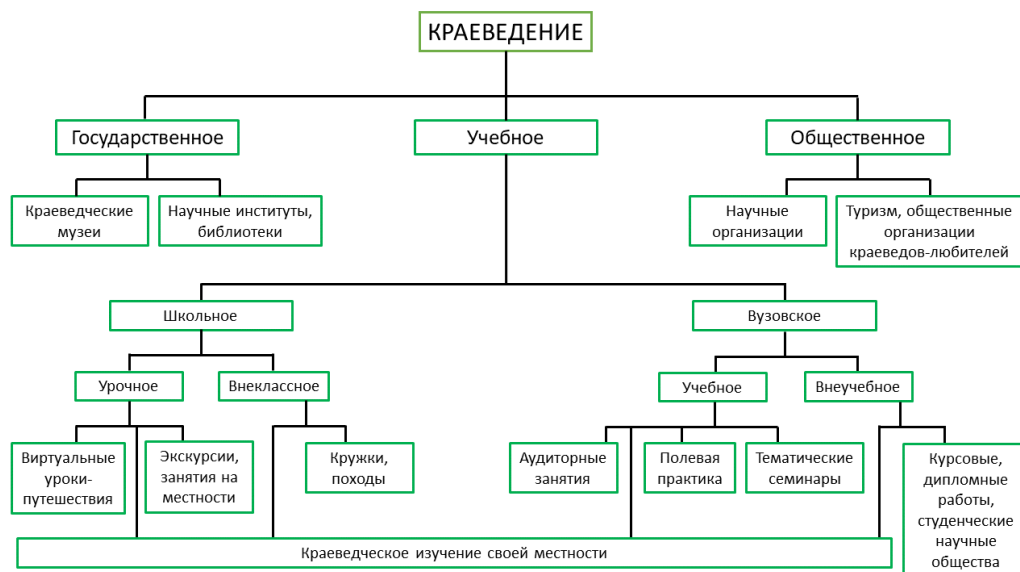 КРАЕВЕДЕНИЕ
Государственное
Учебное
Общественное
Краеведческие
музеи
Научные институты,
библиотеки
Научные
организации
Туризм, общественные
организации
краеведов-любителей
Школьное
Вузовское
Урочное
Внеклассное
Учебное
Внеучебное
Виртуальные
уроки-
путешествия
Экскурсии,
занятия на
местности
Кружки,
походы
Аудиторные
занятия
Полевая
практика
Тематические
семинары
Курсовые,
дипломные
работы,
студенческие
научные
общества
Краеведческое изучение своей местности